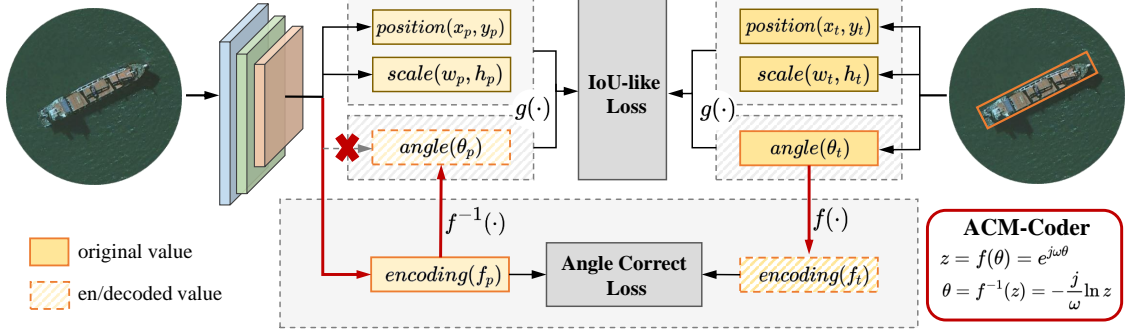 position(x_p, y_p)
scale(w_p, h_p)
angle(θ_p)
g(·)
IoU-like
Loss
g(·)
position(x_t, y_t)
scale(w_t, h_t)
angle(θ_t)
f^{-1}(·)
f(·)
original value
en/decoded value
encoding(f_p)
Angle Correct
Loss
encoding(f_t)
ACM-Coder
z = f(θ) = e^{jωθ}
θ = f^{-1}(z) = -\frac{j}{ω} ln z